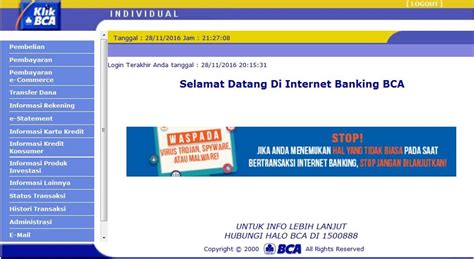 Klik
BCA
INDIVIDUAL
[ LOGOUT ]
Tanggal : 28/11/2016 Jam : 21:27:08
Login Terakhir Anda tanggal : 28/11/2016 20:15:31
Selamat Datang Di Internet Banking BCA
Pembelian
Pembayaran
Pembayaran
e-Commerce
Transfer Dana
Informasi Rekening
e-Statement
Informasi Kartu Kredit
Informasi Kredit
Konsumer
Informasi Produk
Investasi
Informasi Lainnya
Status Transaksi
Histori Transaksi
Administrasi
E-Mail
WASPADA
VIRUS TROJAN, SPYWARE,
ATAU MALWARE!
STOP!
JIKA ANDA MENEMUKAN HAL YANG TIDAK BIASA PADA SAAT
BERTRANSAKSI INTERNET BANKING, STOP JANGAN DILANJUTKAN!
UNTUK INFO LEBIH LANJUT
HUBUNGI HALO BCA DI 1500888
Copyright © 2000 BCA All Rights Reserved